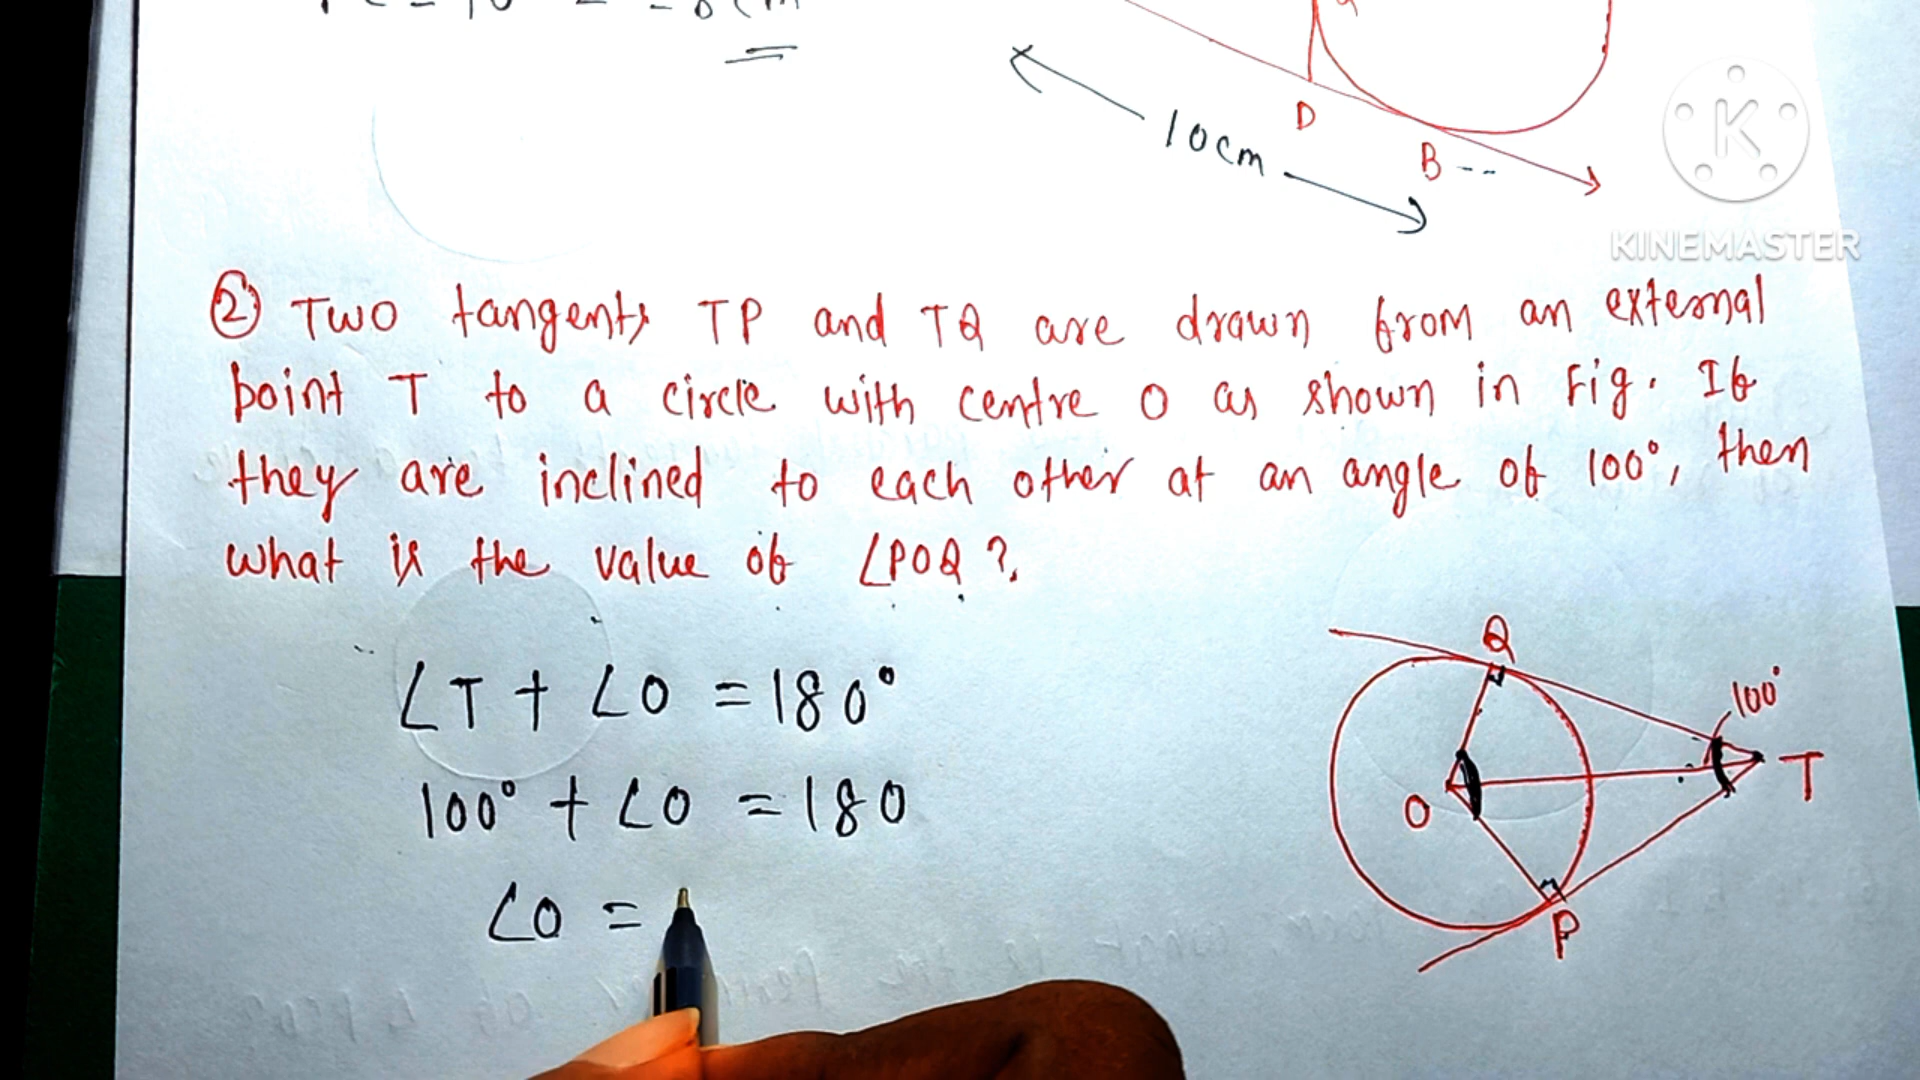 D
10cm
B --
K
KINEMASTER
② Two tangents TP and TQ are drawn from an external
point T to a circle with centre O as shown in Fig. If
they are inclined to each other at an angle of 100°, then
what is the value of ∠POQ?
∠T + ∠O = 180°
100° + ∠O = 180
∠O =
Q
100°
T
O
P